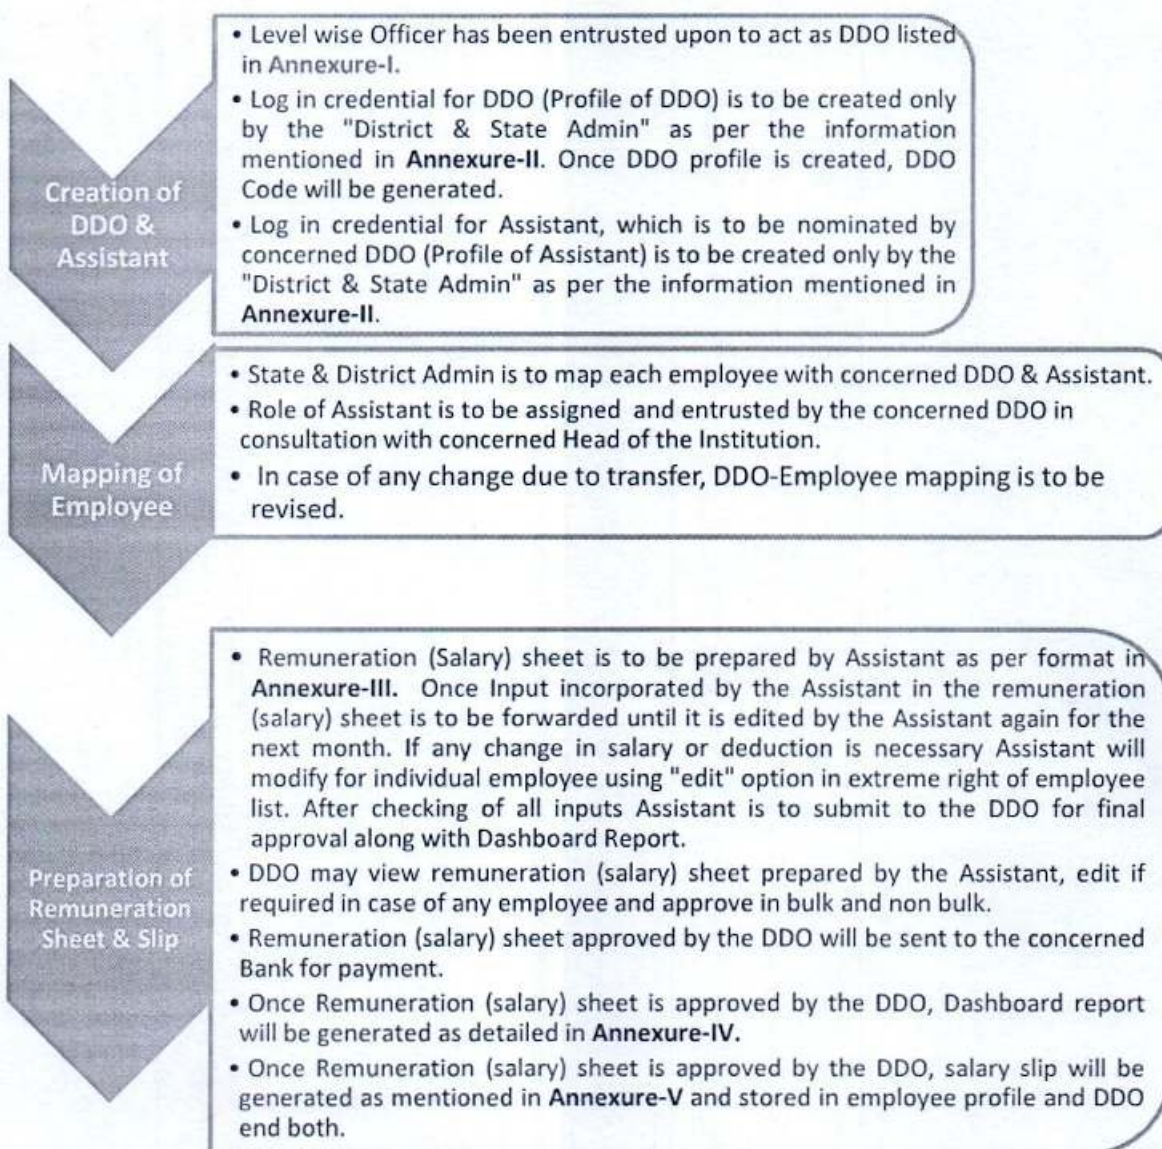 • Level wise Officer has been entrusted upon to act as DDO listed
in Annexure-I.
• Log in credential for DDO (Profile of DDO) is to be created only
by the "District & State Admin" as per the information
mentioned in Annexure-II. Once DDO profile is created, DDO
Code will be generated.
• Log in credential for Assistant, which is to be nominated by
concerned DDO (Profile of Assistant) is to be created only by the
"District & State Admin" as per the information mentioned in
Annexure-II.
Creation of
DDO &
Assistant
• State & District Admin is to map each employee with concerned DDO & Assistant.
• Role of Assistant is to be assigned and entrusted by the concerned DDO in
consultation with concerned Head of the Institution.
• In case of any change due to transfer, DDO-Employee mapping is to be
revised.
Mapping of
Employee
• Remuneration (Salary) sheet is to be prepared by Assistant as per format in
Annexure-III. Once Input incorporated by the Assistant in the remuneration
(salary) sheet is to be forwarded until it is edited by the Assistant again for the
next month. If any change in salary or deduction is necessary Assistant will
modify for individual employee using "edit" option in extreme right of employee
list. After checking of all inputs Assistant is to submit to the DDO for final
approval along with Dashboard Report.
• DDO may view remuneration (salary) sheet prepared by the Assistant, edit if
required in case of any employee and approve in bulk and non bulk.
• Remuneration (salary) sheet approved by the DDO will be sent to the concerned
Bank for payment.
• Once Remuneration (salary) sheet is approved by the DDO, Dashboard report
will be generated as detailed in Annexure-IV.
• Once Remuneration (salary) sheet is approved by the DDO, salary slip will be
generated as mentioned in Annexure-V and stored in employee profile and DDO
end both.
Preparation of
Remuneration
Sheet & Slip